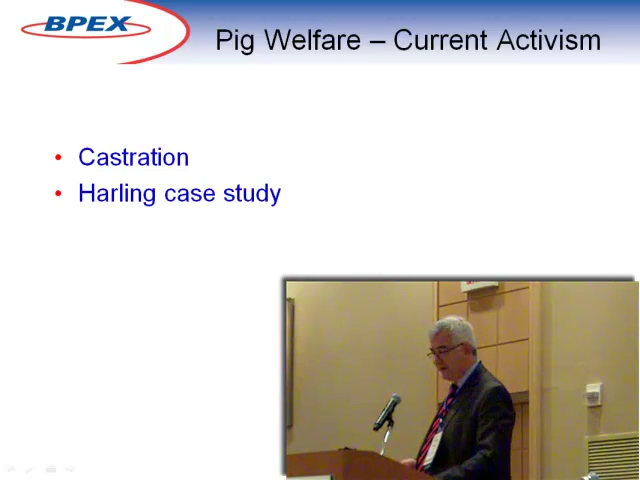 BPEX
Pig Welfare – Current Activism
• Castration
• Harling case study